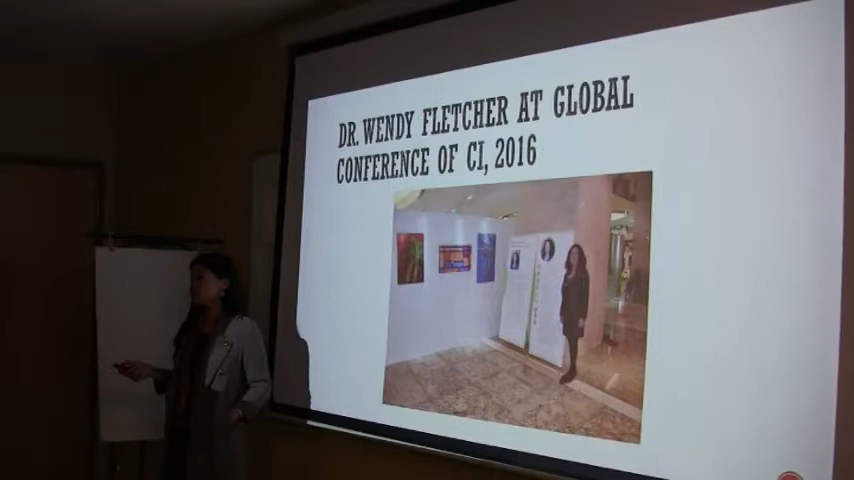 DR. WENDY FLETCHER AT GLOBAL
CONFERENCE OF CI, 2016